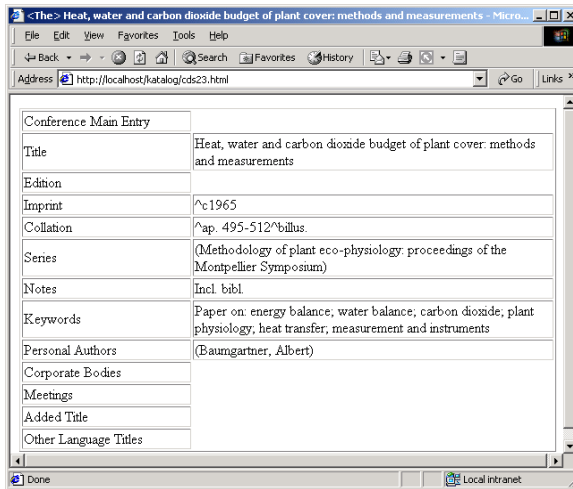 <The> Heat, water and carbon dioxide budget of plant cover: methods and measurements - Micro...
File Edit View Favorites Tools Help
Back Search Favorites History
Address http://localhost/katalog/cds23.html Go Links »
Conference Main Entry
Title Heat, water and carbon dioxide budget of plant cover: methods
and measurements
Edition
Imprint ^c1965
Collation ^ap. 495-512^billus.
Series (Methodology of plant eco-physiology: proceedings of the
Montpellier Symposium)
Notes Incl. bibl.
Keywords Paper on: energy balance; water balance; carbon dioxide; plant
physiology; heat transfer; measurement and instruments
Personal Authors (Baumgartner, Albert)
Corporate Bodies
Meetings
Added Title
Other Language Titles
Done Local intranet